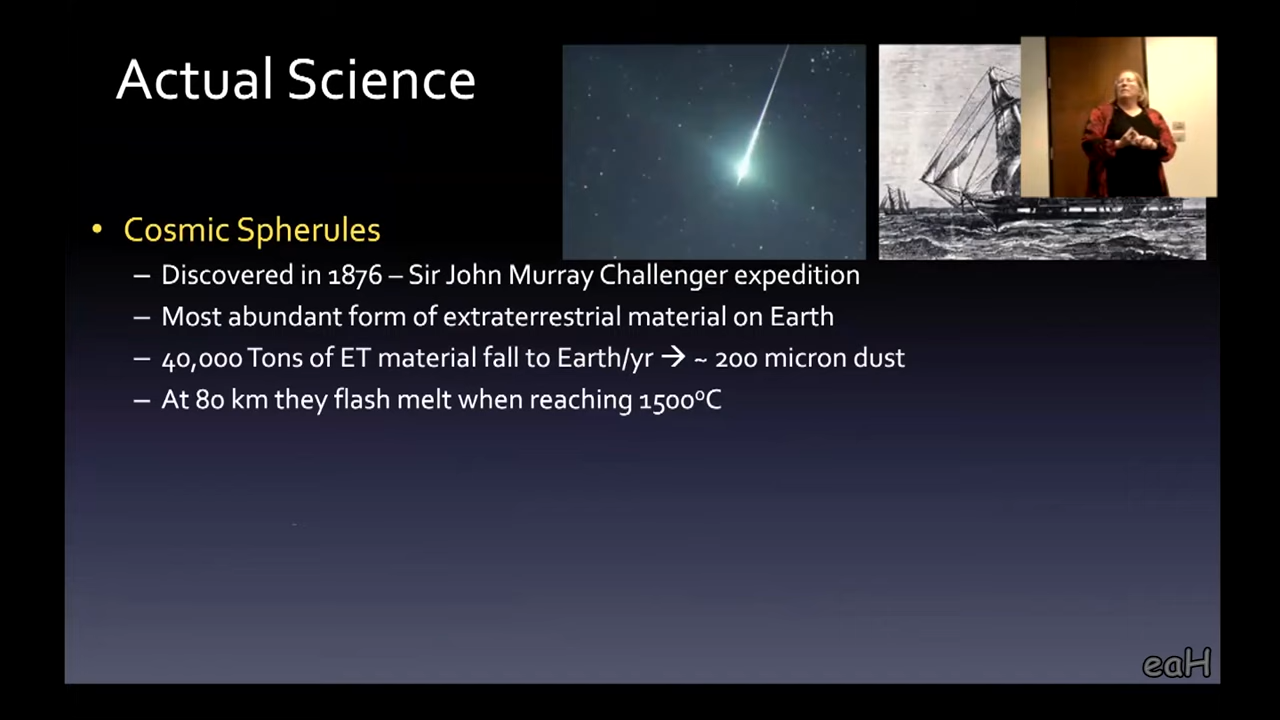 Actual Science
• Cosmic Spherules
– Discovered in 1876 – Sir John Murray Challenger expedition
– Most abundant form of extraterrestrial material on Earth
– 40,000 Tons of ET material fall to Earth/yr → ~ 200 micron dust
– At 80 km they flash melt when reaching 1500ºC
eaH